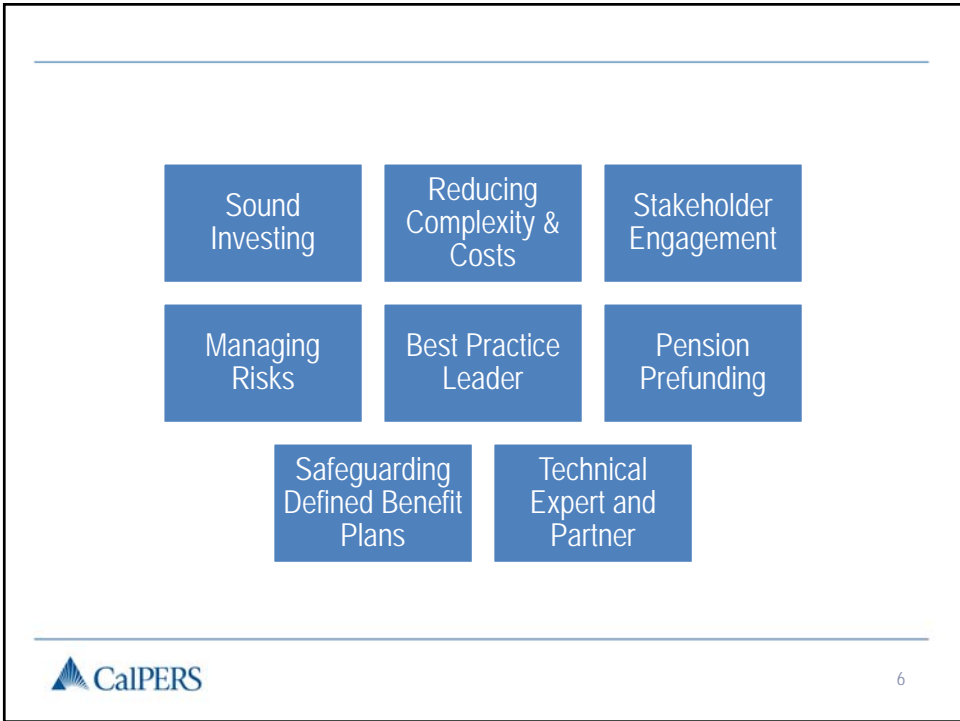 Sound
Investing
Reducing
Complexity &
Costs
Stakeholder
Engagement
Managing
Risks
Best Practice
Leader
Pension
Prefunding
Safeguarding
Defined Benefit
Plans
Technical
Expert and
Partner
CalPERS
6